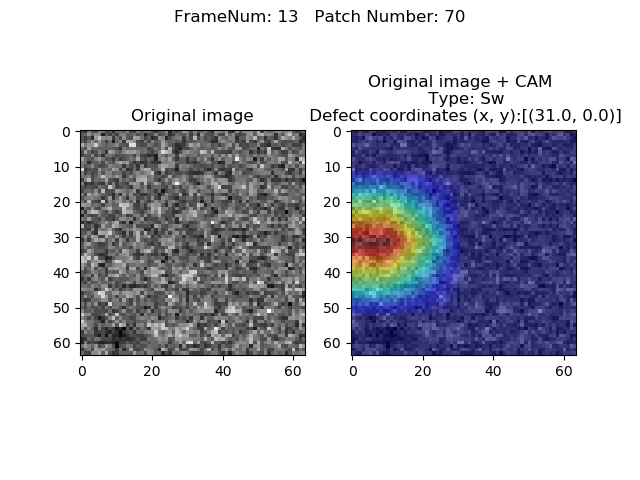 FrameNum: 13   Patch Number: 70
Original image
Original image + CAM
Type: Sw
Defect coordinates (x, y):[(31.0, 0.0)]
0
10
20
30
40
50
60
0 20 40 60
0
10
20
30
40
50
60
0 20 40 60